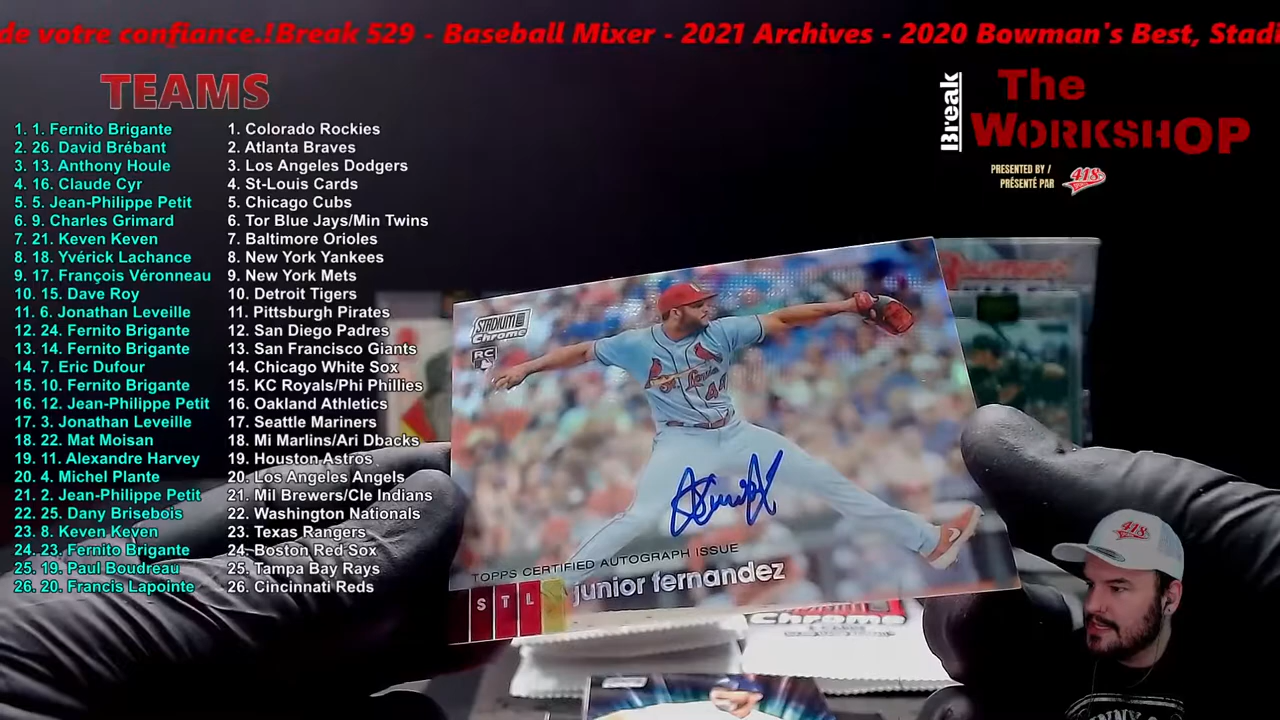 de votre confiance.!Break 529 - Baseball Mixer - 2021 Archives - 2020 Bowman's Best, Stadi
TEAMS
1. 1. Fernito Brigante 1. Colorado Rockies
2. 26. David Brébant 2. Atlanta Braves
3. 13. Anthony Houle 3. Los Angeles Dodgers
4. 16. Claude Cyr 4. St-Louis Cards
5. 5. Jean-Philippe Petit 5. Chicago Cubs
6. 9. Charles Grimard 6. Tor Blue Jays/Min Twins
7. 21. Keven Keven 7. Baltimore Orioles
8. 18. Yvérick Lachance 8. New York Yankees
9. 17. François Véronneau 9. New York Mets
10. 15. Dave Roy 10. Detroit Tigers
11. 6. Jonathan Leveille 11. Pittsburgh Pirates
12. 24. Fernito Brigante 12. San Diego Padres
13. 14. Fernito Brigante 13. San Francisco Giants
14. 7. Eric Dufour 14. Chicago White Sox
15. 10. Fernito Brigante 15. KC Royals/Phi Phillies
16. 12. Jean-Philippe Petit 16. Oakland Athletics
17. 3. Jonathan Leveille 17. Seattle Mariners
18. 22. Mat Moisan 18. Mi Marlins/Ari Dbacks
19. 11. Alexandre Harvey 19. Houston Astros
20. 4. Michel Plante 20. Los Angeles Angels
21. 2. Jean-Philippe Petit 21. Mil Brewers/Cle Indians
22. 25. Dany Brisebois 22. Washington Nationals
23. 8. Keven Keven 23. Texas Rangers
24. 23. Fernito Brigante 24. Boston Red Sox
25. 19. Paul Boudreau 25. Tampa Bay Rays
26. 20. Francis Lapointe 26. Cincinnati Reds
Break
The
WORKSHOP
PRESENTED BY /
PRÉSENTÉ PAR
418
STADIUM
Chrome
RC
St. Louis
44
TOPPS CERTIFIED AUTOGRAPH ISSUE
STL
junior fernandez
Chrome
418